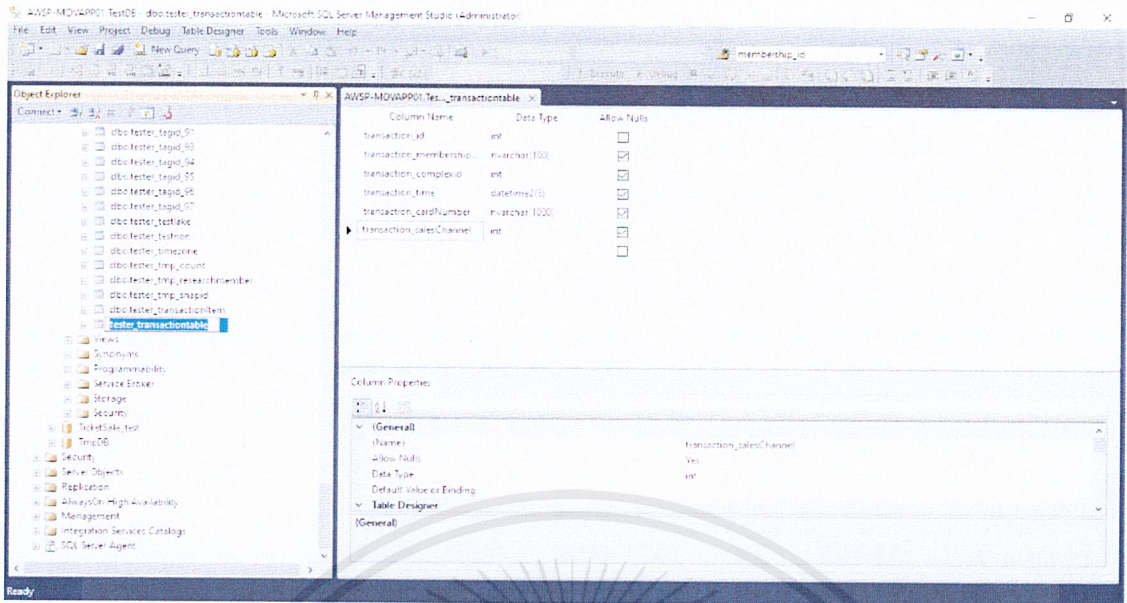 AWSP-MOVAPP01.TestDB - dbo.tester_transactiontable - Microsoft SQL Server Management Studio (Administrator)
File Edit View Project Debug Table Designer Tools Window Help
New Query
membership_id
Execute Debug
Object Explorer
Connect
dbo.tester_tagid_91
dbo.tester_tagid_93
dbo.tester_tagid_94
dbo.tester_tagid_95
dbo.tester_tagid_96
dbo.tester_tagid_97
dbo.tester_testlake
dbo.tester_testnon
dbo.tester_timezone
dbo.tester_tmp_count
dbo.tester_tmp_researchmember
dbo.tester_tmp_snapid
dbo.tester_transactionItem
tester_transactiontable
Views
Synonyms
Programmability
Service Broker
Storage
Security
TicketSale_test
TmpDB
Security
Server Objects
Replication
AlwaysOn High Availability
Management
Integration Services Catalogs
SQL Server Agent
AWSP-MOVAPP01.Tes..._transactiontable
Column Name Data Type Allow Nulls
transaction_id int
transaction_membership... nvarchar(100)
transaction_complexid int
transaction_time datetime2(3)
transaction_cardNumber nvarchar(1000)
transaction_salesChannel int
Column Properties
(General)
(Name) transaction_salesChannel
Allow Nulls Yes
Data Type int
Default Value or Binding
Table Designer
(General)
Ready